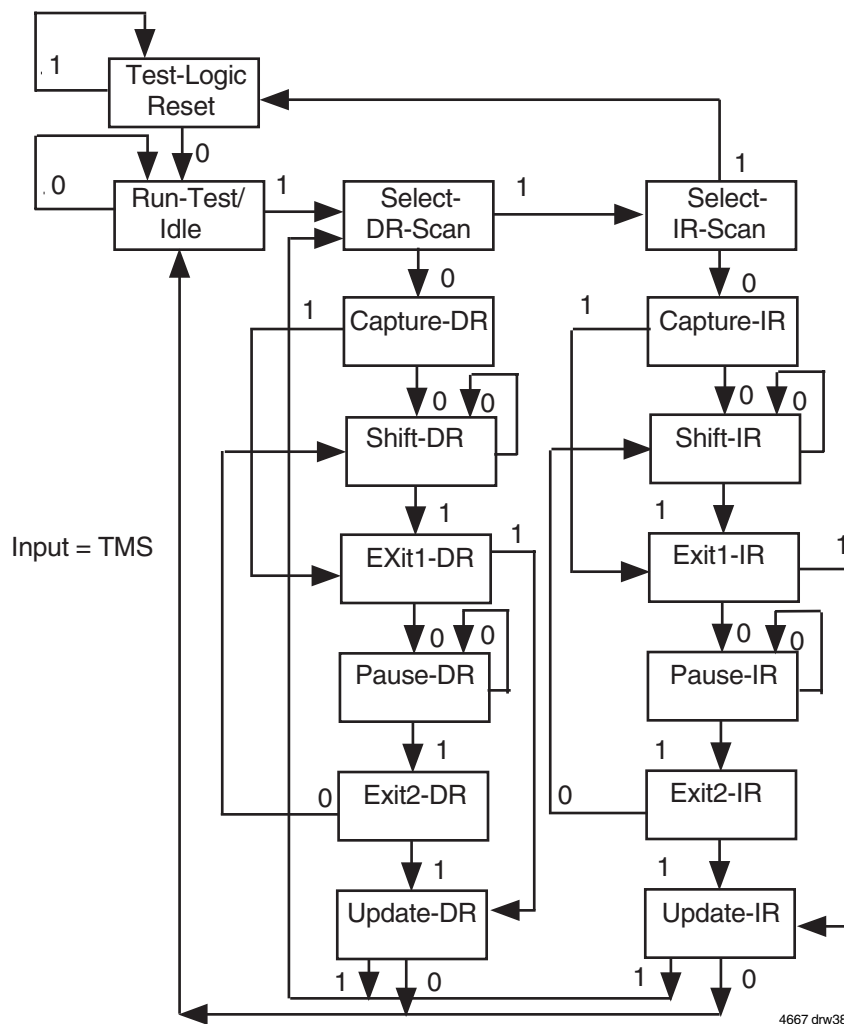 1
Test-Logic
Reset
0
1
0
Run-Test/
Idle
1
Select-
DR-Scan
1
Select-
IR-Scan
0
0
1
Capture-DR
1
Capture-IR
0
0
0
0
Shift-DR
Shift-IR
1
1
Input = TMS
EXit1-DR
1
Exit1-IR
1
0
0
0
0
Pause-DR
Pause-IR
1
1
0
Exit2-DR
0
Exit2-IR
1
1
Update-DR
Update-IR
1
0
1
0
4667 drw38